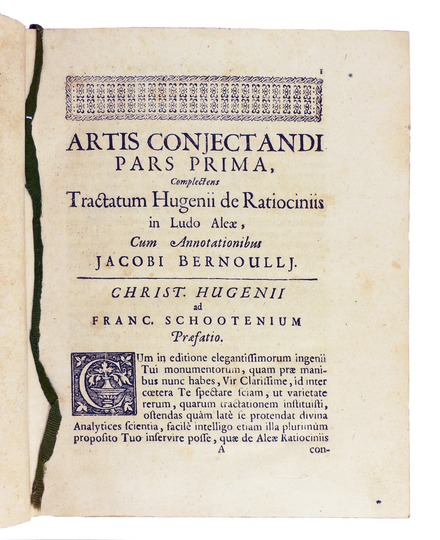 1
ARTIS CONJECTANDI
PARS PRIMA,
Complectens
Tractatum Hugenii de Ratiociniis
in Ludo Aleæ,
Cum Annotationibus
JACOBI BERNOULLJ.
CHRIST. HUGENII
ad
FRANC. SCHOOTENIUM
Præfatio.
CUm in editione elegantissimorum ingenii
Tui monumentorum, quam præ mani-
bus nunc habes, Vir Clarissime, id inter
cœtera Te spectare sciam, ut varietate
rerum, quarum tractationem instituisti,
ostendas quàm latè se protendat divina
Analytices scientia, facilè intelligo etiam illa plurimùm
proposito Tuo inservire posse, quæ de Aleæ Ratiociniis
A con-